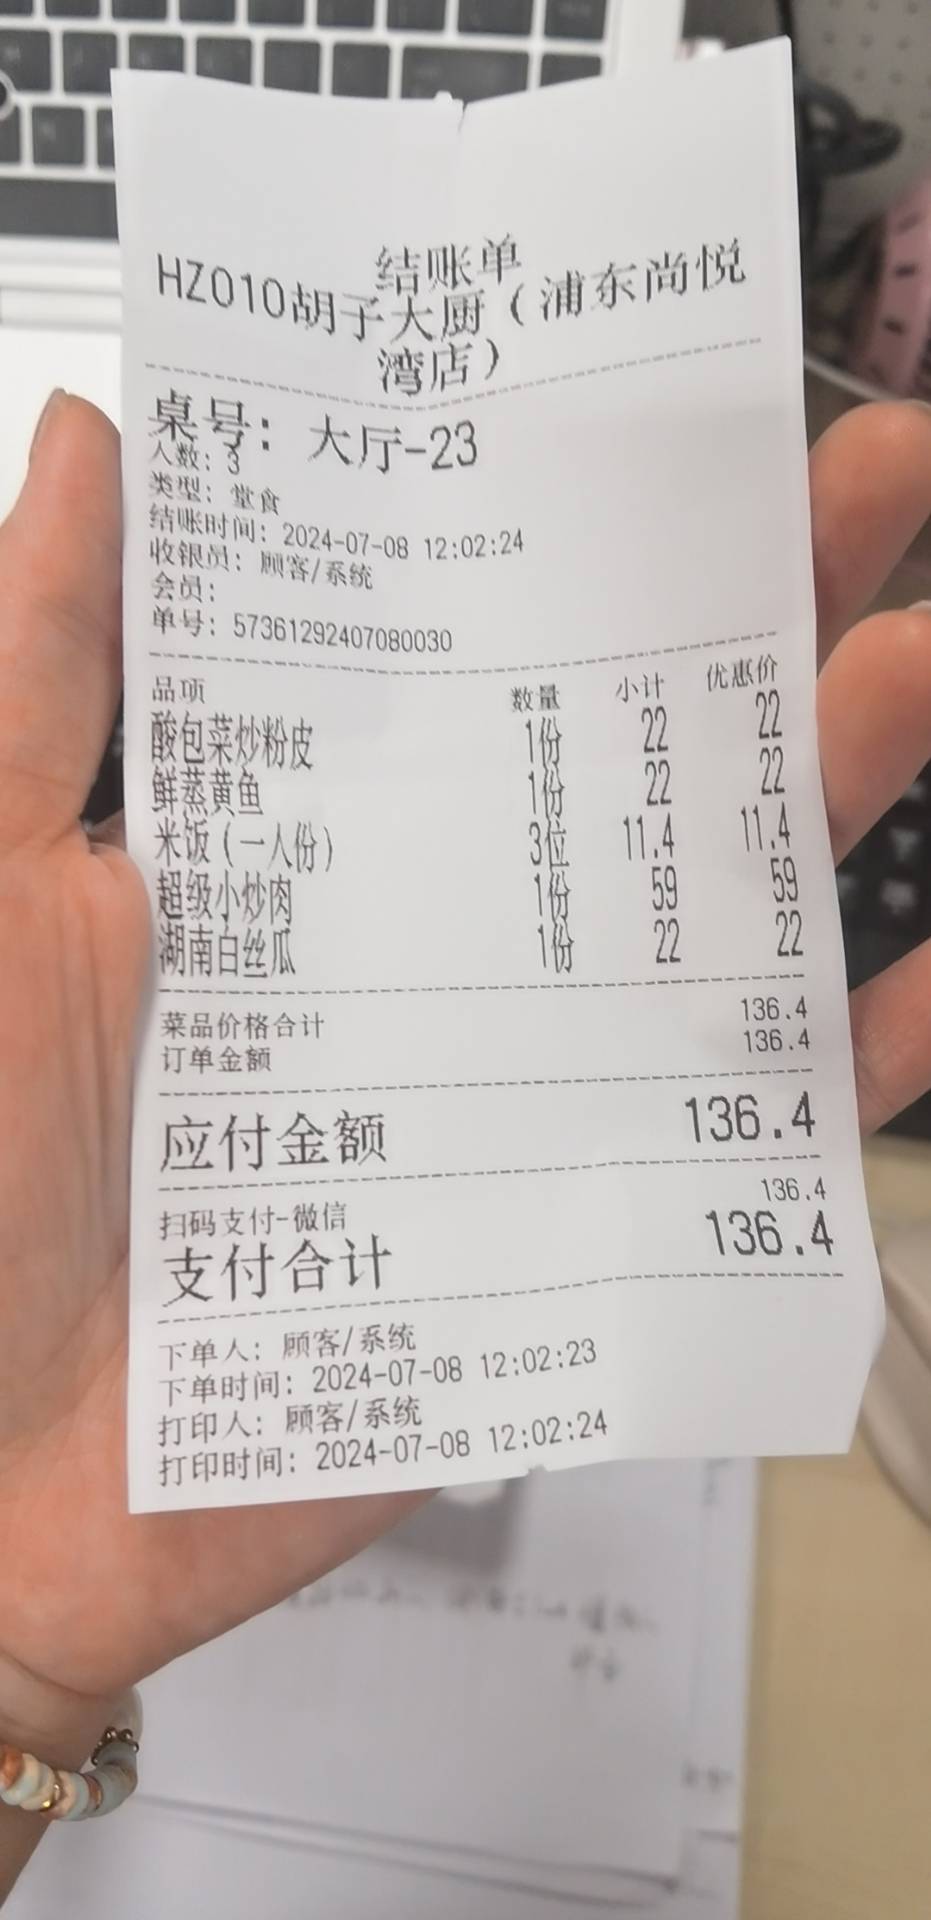 结账单
HZ010胡子大厨（浦东尚悦
湾店）
桌号：大厅-23
人数：3
类型：堂食
结账时间：2024-07-08 12:02:24
收银员：顾客/系统
会员：
单号：57361292407080030
品项 数量 小计 优惠价
酸包菜炒粉皮 1份 22 22
鲜蒸黄鱼 1份 22 22
米饭（一人份） 3位 11.4 11.4
超级小炒肉 1份 59 59
湖南白丝瓜 1份 22 22
菜品价格合计 136.4
订单金额 136.4
应付金额 136.4
扫码支付-微信 136.4
支付合计 136.4
下单人：顾客/系统
下单时间：2024-07-08 12:02:23
打印人：顾客/系统
打印时间：2024-07-08 12:02:24